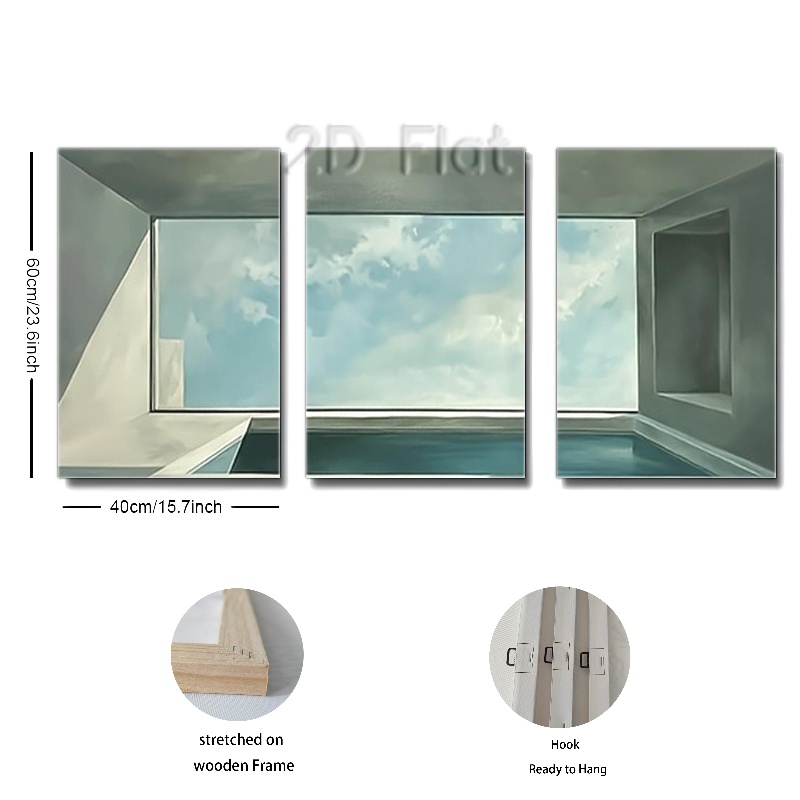 2D Flat
60cm/23.6inch
40cm/15.7inch
stretched on
wooden Frame
Hook
Ready to Hang